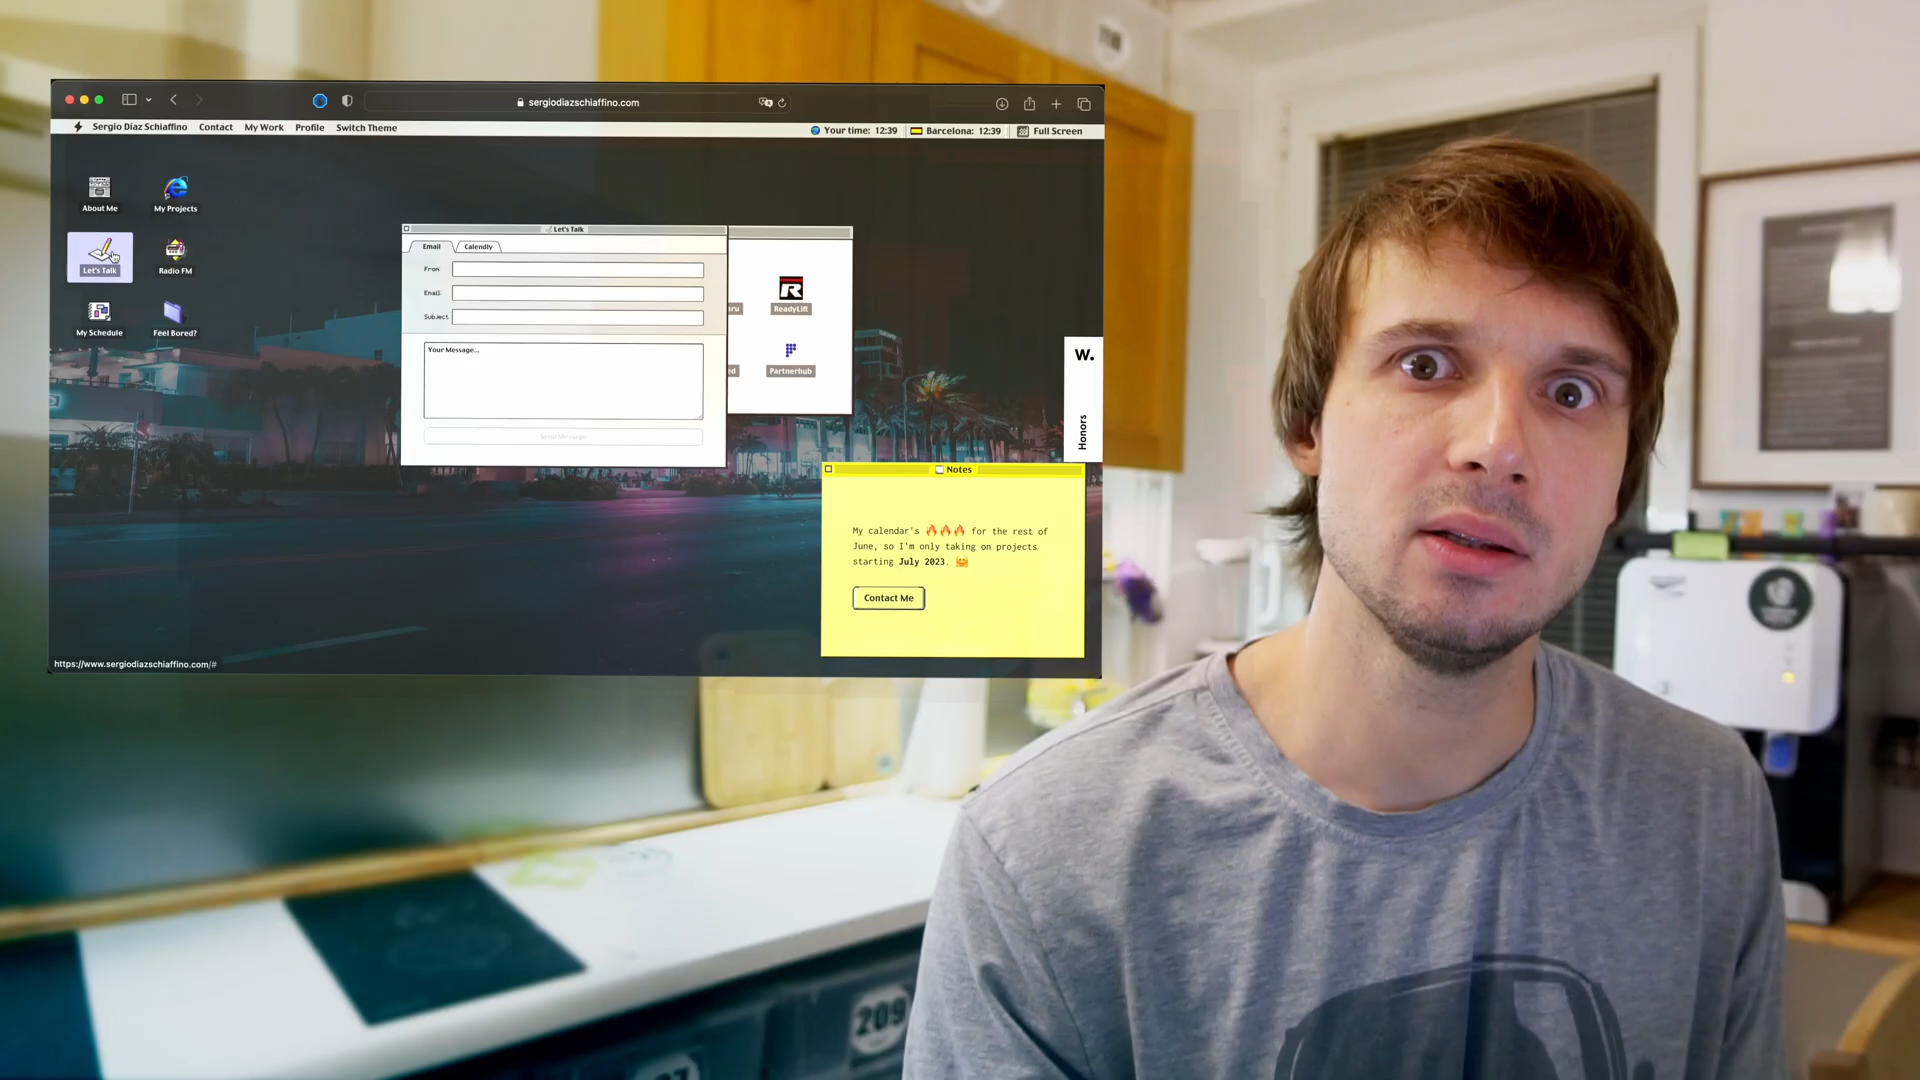 sergiodiazschiaffino.com
Sergio Díaz Schiaffino Contact My Work Profile Switch Theme
Your time: 12:39 Barcelona: 12:39 Full Screen
About Me
My Projects
Let's Talk
Radio FM
My Schedule
Feel Bored?
Let's Talk
Email Calendly
From:
Email:
Subject:
Your Message...
Send Message
ReadyLift
Partnerhub
W.
Honors
Notes
My calendar's 🔥🔥🔥 for the rest of
June, so I'm only taking on projects
starting July 2023.
Contact Me
https://www.sergiodiazschiaffino.com/#
209